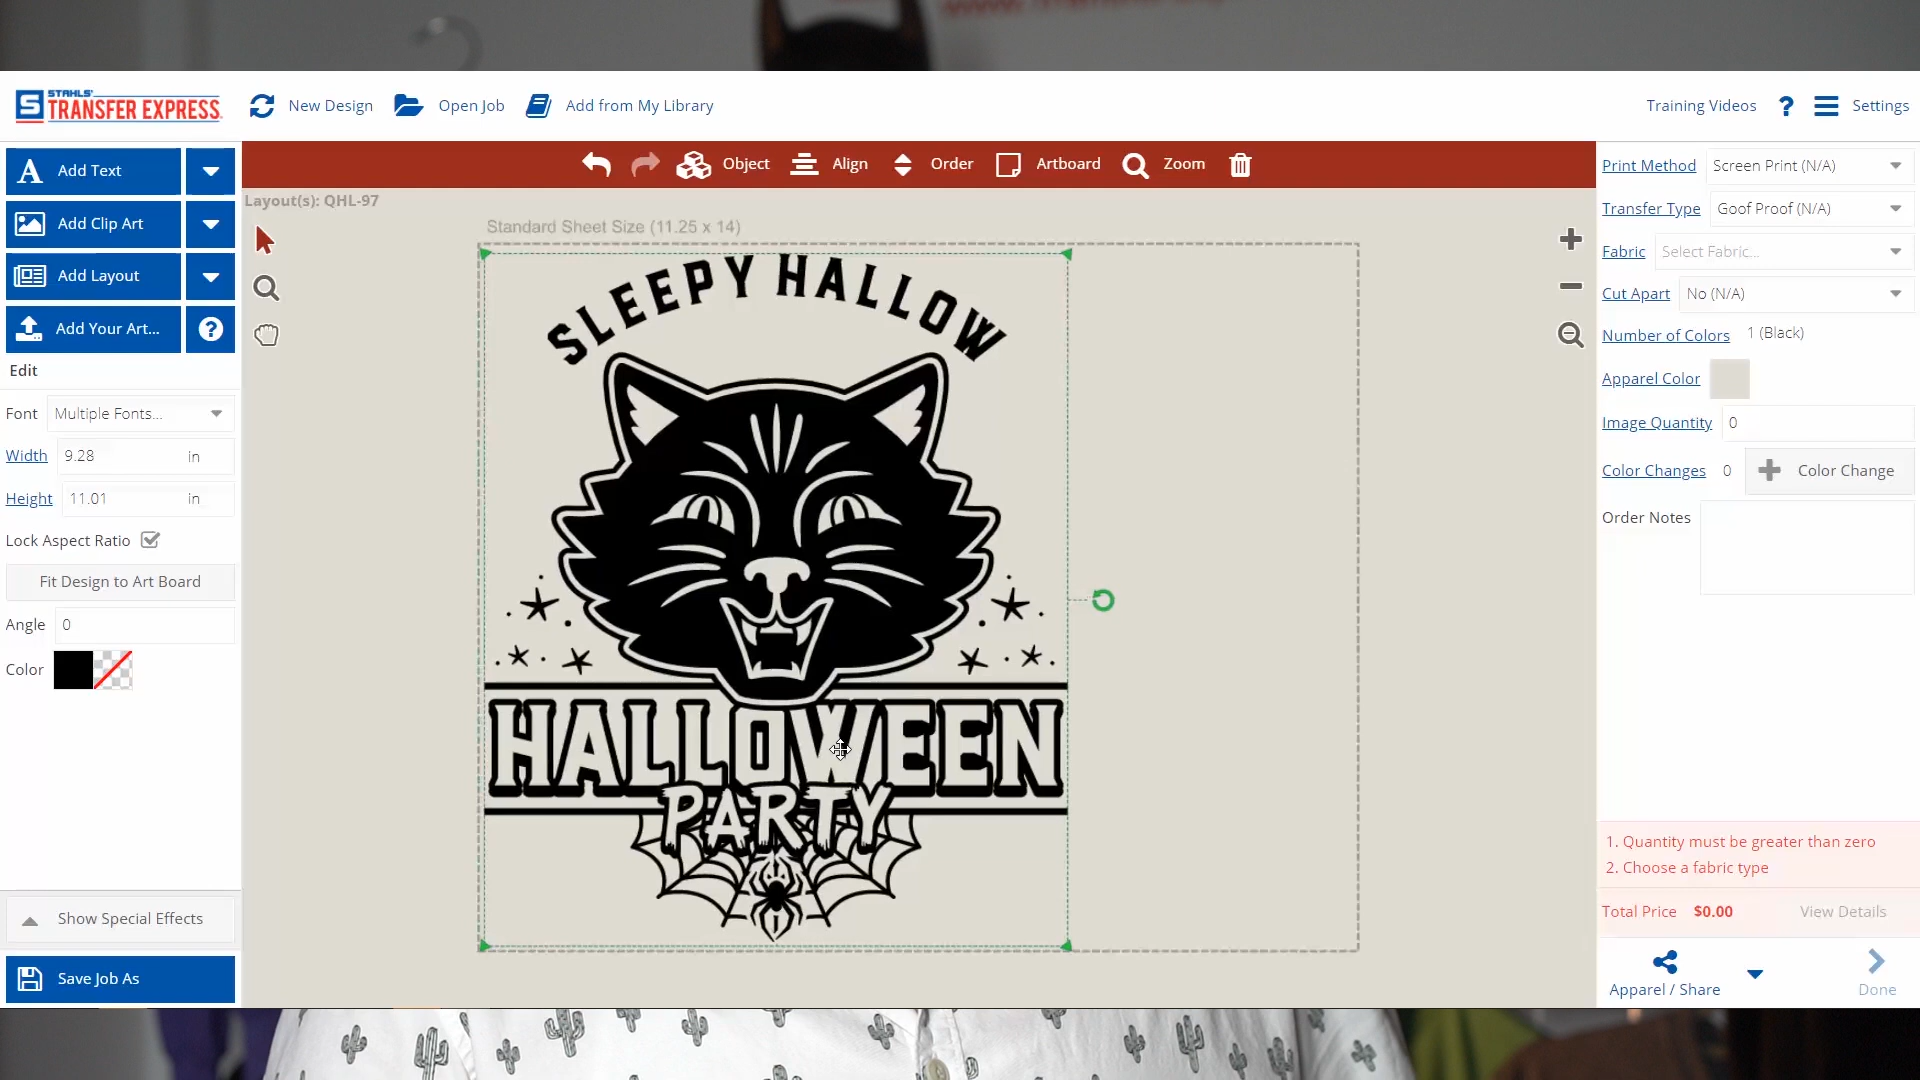 STAHLS'
TRANSFER EXPRESS
New Design
Open Job
Add from My Library
Training Videos
?
Settings
A Add Text
Add Clip Art
Add Layout
Add Your Art...
?
Object
Align
Order
Artboard
Zoom
Layout(s): QHL-97
Standard Sheet Size (11.25 x 14)
SLEEPY HALLOW
HALLOWEEN
PARTY
Edit
Font Multiple Fonts...
Width 9.28 in
Height 11.01 in
Lock Aspect Ratio
Fit Design to Art Board
Angle 0
Color
Show Special Effects
Save Job As
Print Method Screen Print (N/A)
Transfer Type Goof Proof (N/A)
Fabric Select Fabric...
Cut Apart No (N/A)
Number of Colors 1 (Black)
Apparel Color
Image Quantity 0
Color Changes 0 Color Change
Order Notes
1. Quantity must be greater than zero
2. Choose a fabric type
Total Price $0.00 View Details
Apparel / Share
Done